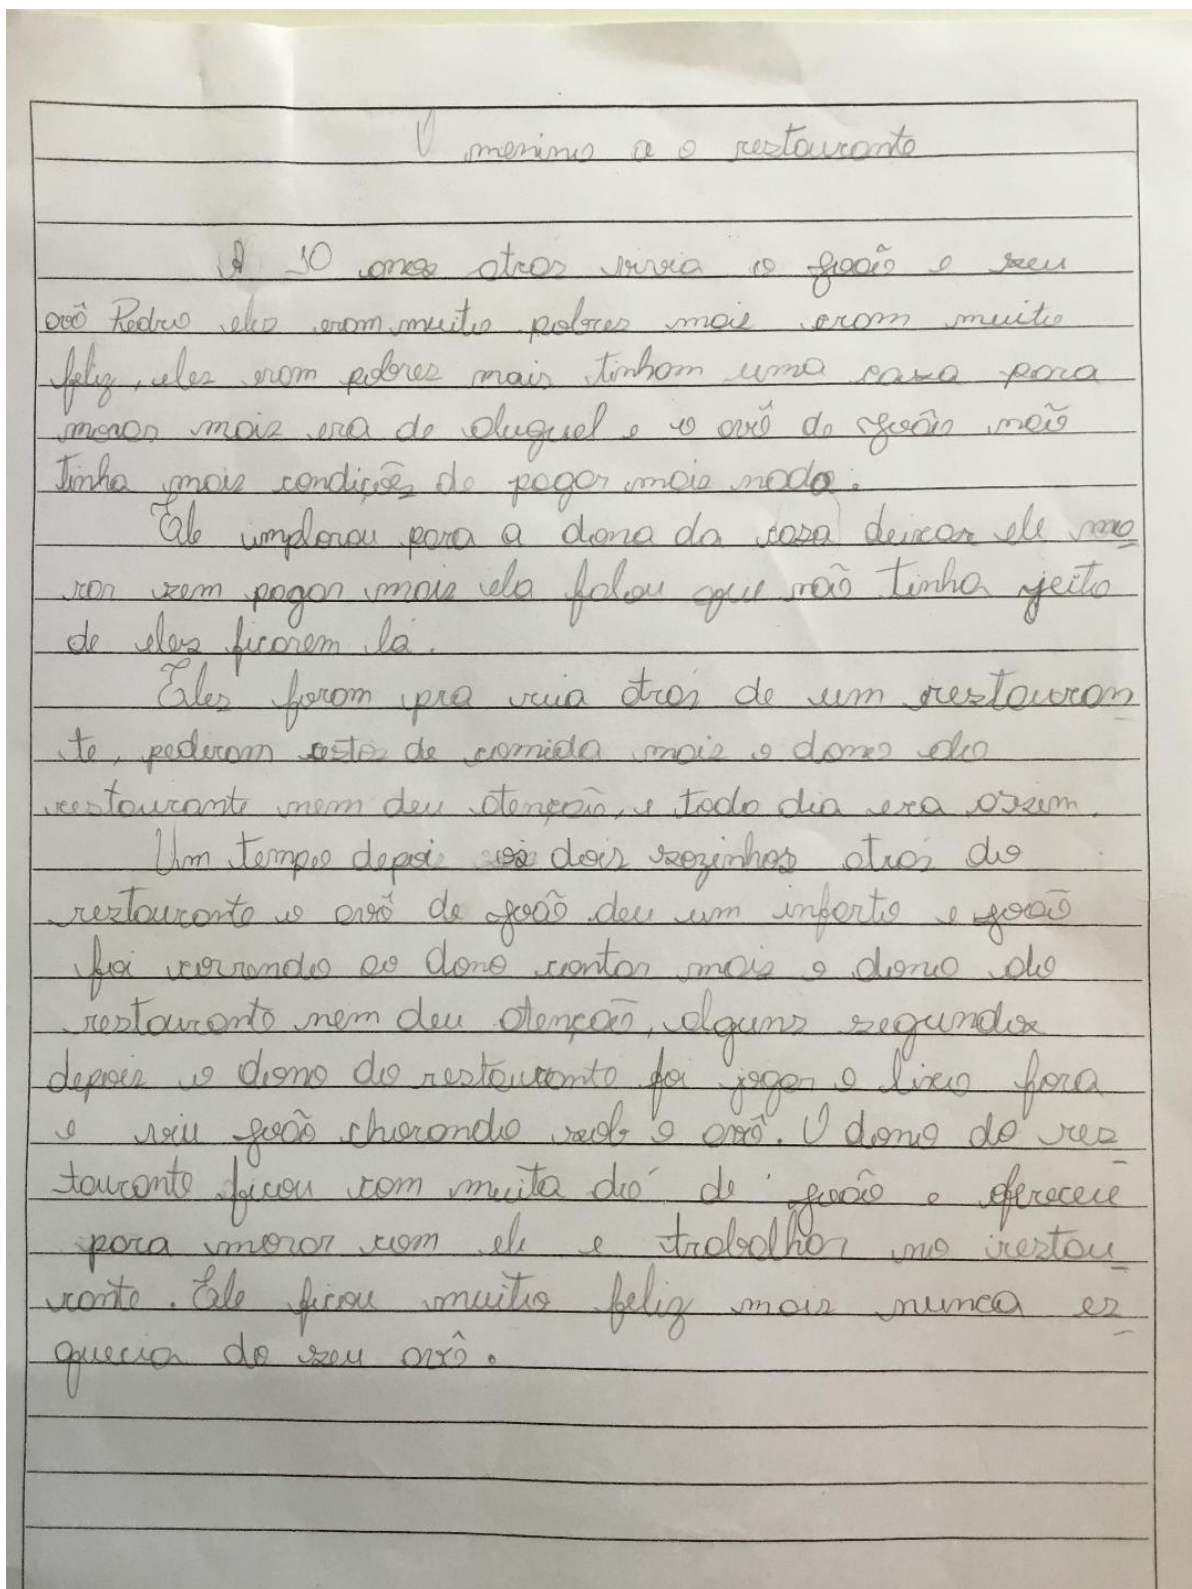 O menino e o restaurante
A 10 anos atras vivia o João e seu
avô Pedro eles eram muito pobres mais eram muito
feliz, eles eram pobres mais tinham uma casa para
morar mais era de aluguel e o avô de João não
tinha mais condições de pagar mais nada.
Ele implorou para a dona da casa deixar ele mo
rar sem pagar mais ela falou que não tinha jeito
de eles ficarem lá.
Eles foram pra rua atras de um restauran
te, pediram restos de comida mais o dono do
restaurante nem deu atenção, e todo dia era assim.
Um tempo depois os dois sozinhos atras do
restaurante o avô de João deu um infarto e João
foi correndo ao dono contar mais o dono do
restaurante nem deu atenção, alguns segundos
depois o dono do restaurante foi jogar o lixo fora
e viu João chorando sob o avô. O dono do res
taurante ficou com muita dó de João e ofereceu
para morar com ele e trabalhar no restau
rante. Ele ficou muito feliz mais nunca es
quecia do seu avô.